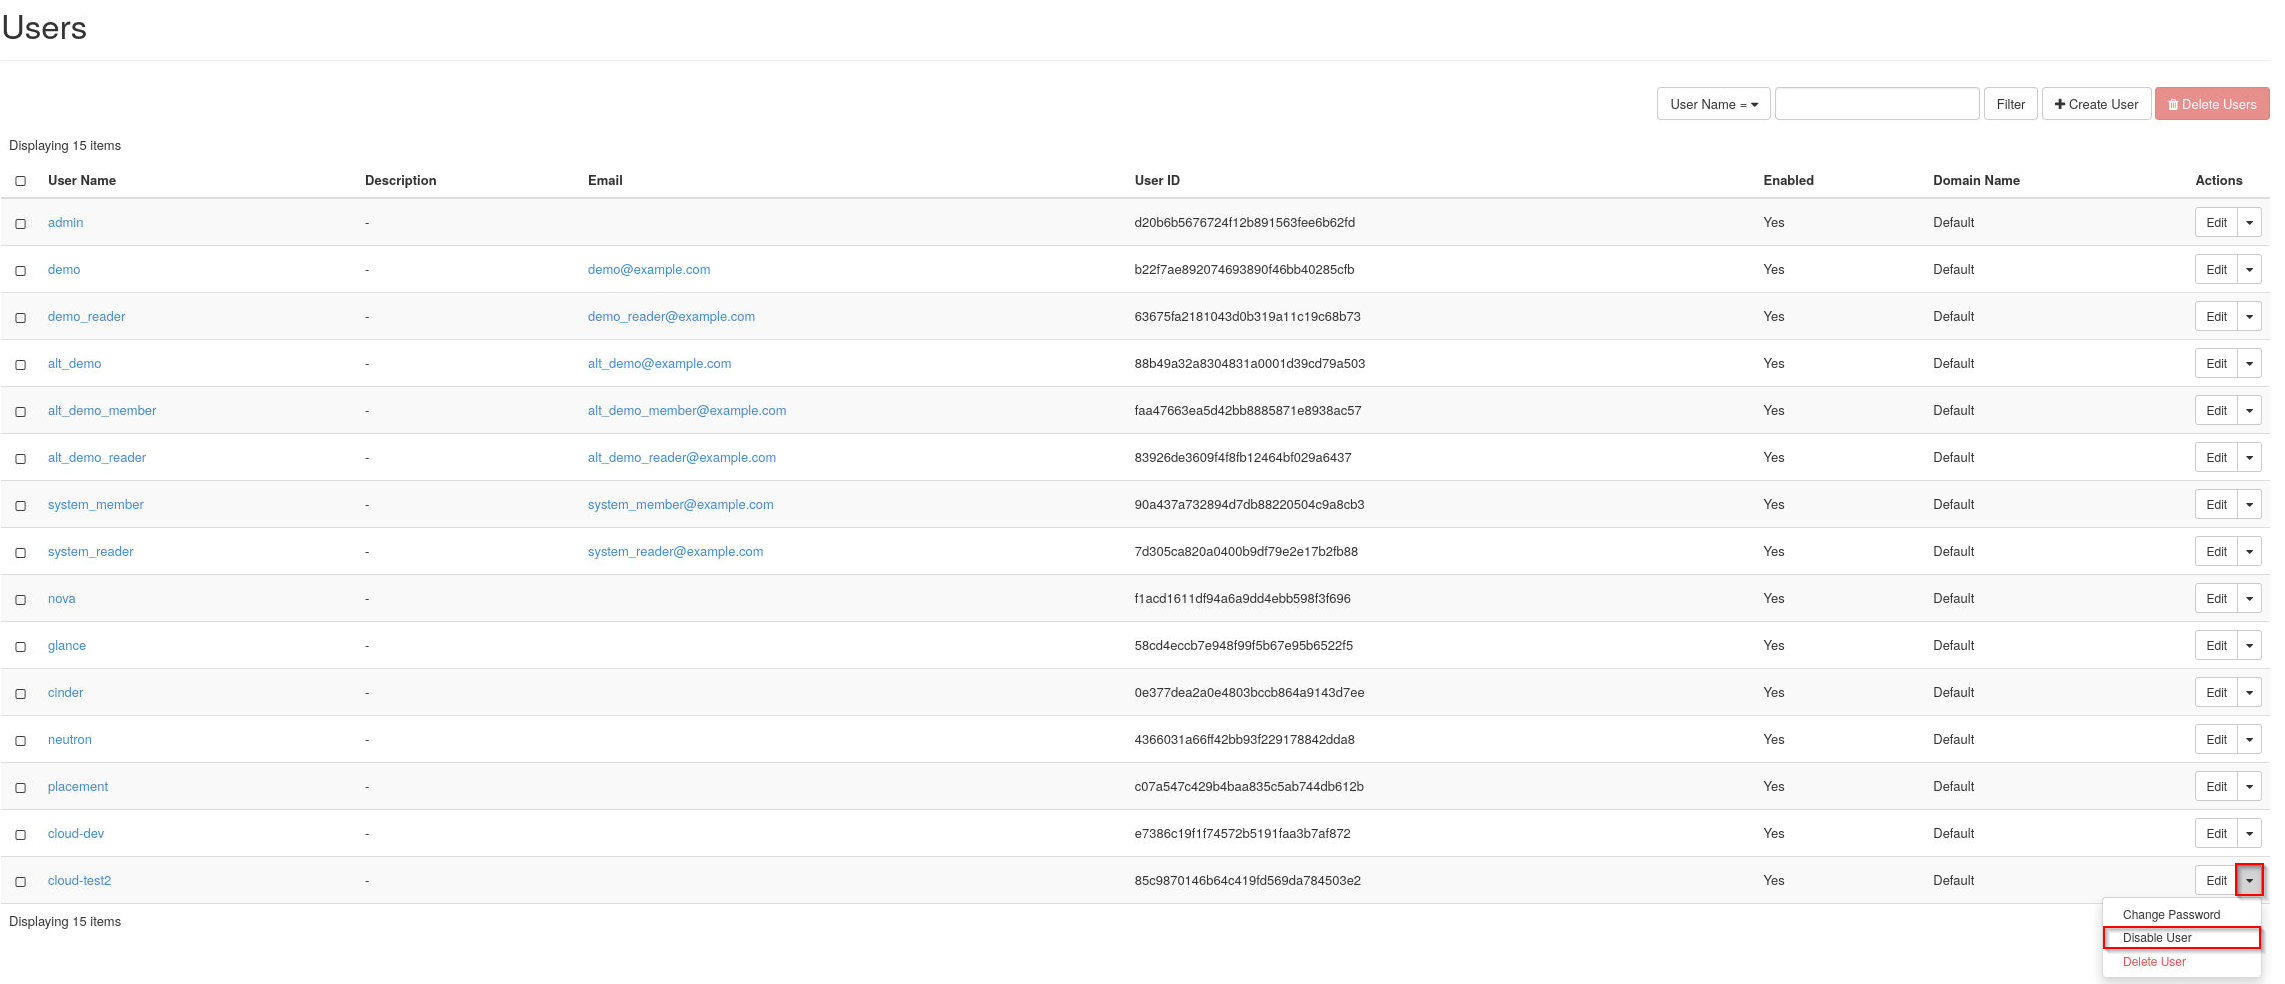 Users
User Name = Filter Create User Delete Users
Displaying 15 items
User Name Description Email User ID Enabled Domain Name Actions
admin - d20b6b5676724f12b891563fee6b62fd Yes Default Edit
demo - demo@example.com b22f7ae892074693890f46bb40285cfb Yes Default Edit
demo_reader - demo_reader@example.com 63675fa2181043d0b319a11c19c68b73 Yes Default Edit
alt_demo - alt_demo@example.com 88b49a32a8304831a0001d39cd79a503 Yes Default Edit
alt_demo_member - alt_demo_member@example.com faa47663ea5d42bb8885871e8938ac57 Yes Default Edit
alt_demo_reader - alt_demo_reader@example.com 83926de3609f4f8fb12464bf029a6437 Yes Default Edit
system_member - system_member@example.com 90a437a732894d7db88220504c9a8cb3 Yes Default Edit
system_reader - system_reader@example.com 7d305ca820a0400b9df79e2e17b2fb88 Yes Default Edit
nova - f1acd1611df94a6a9dd4ebb598f3f696 Yes Default Edit
glance - 58cd4eccb7e948f99f5b67e95b6522f5 Yes Default Edit
cinder - 0e377dea2a0e4803bccb864a9143d7ee Yes Default Edit
neutron - 4366031a66ff42bb93f229178842dda8 Yes Default Edit
placement - c07a547c429b4baa835c5ab744db612b Yes Default Edit
cloud-dev - e7386c19f1f74572b5191faa3b7af872 Yes Default Edit
cloud-test2 - 85c9870146b64c419fd569da784503e2 Yes Default Edit
Displaying 15 items
Change Password
Disable User
Delete User